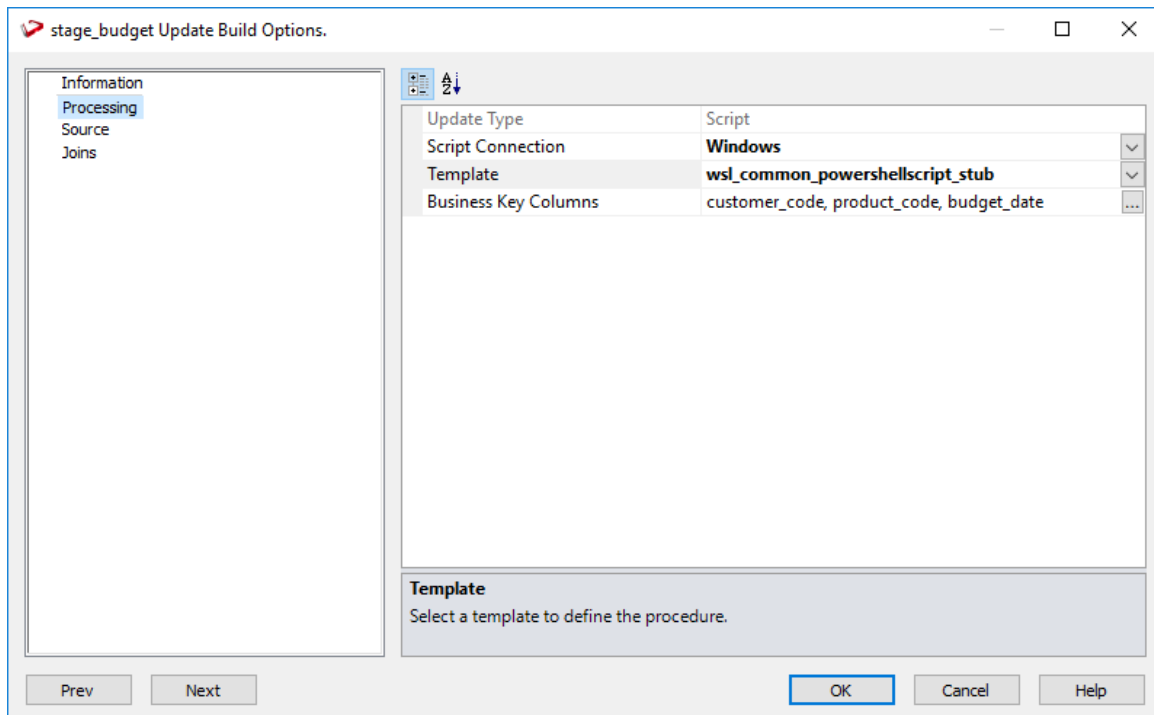 stage_budget Update Build Options.
Information
Processing
Source
Joins
Update Type Script
Script Connection Windows
Template wsl_common_powershellscript_stub
Business Key Columns customer_code, product_code, budget_date
...
Template
Select a template to define the procedure.
Prev Next OK Cancel Help